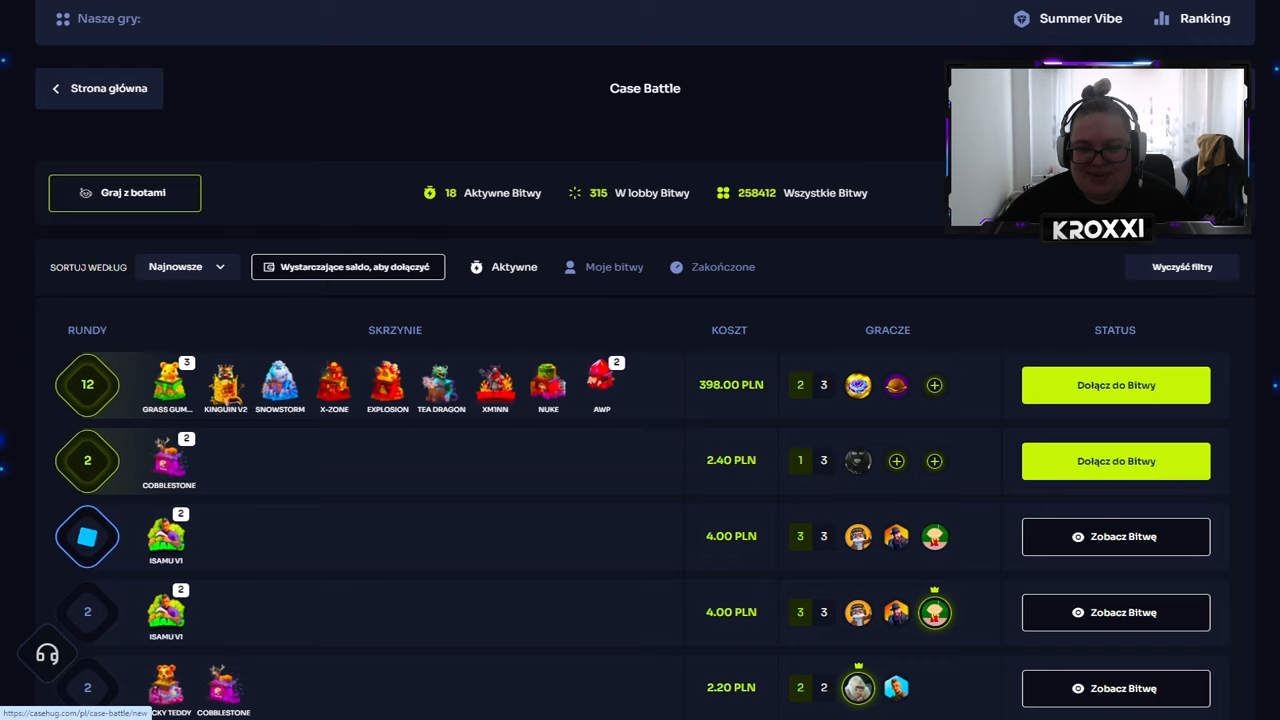 Nasze gry:
Summer Vibe
Ranking
Strona główna
Case Battle
Graj z botami
18 Aktywne Bitwy
315 W lobby Bitwy
258412 Wszystkie Bitwy
KROXXI
SORTUJ WEDŁUG
Najnowsze
Wystarczające saldo, aby dołączyć
Aktywne
Moje bitwy
Zakończone
Wyczyść filtry
RUNDY SKRZYNIE KOSZT GRACZE STATUS
12
3
2
GRASS GUM... KINGUIN V2 SNOWSTORM X-ZONE EXPLOSION TEA DRAGON XM1NN NUKE AWP
398.00 PLN
2 3
Dołącz do Bitwy
2
2
COBBLESTONE
2.40 PLN
1 3
Dołącz do Bitwy
2
ISAMU V1
4.00 PLN
3 3
Zobacz Bitwę
2
2
ISAMU V1
4.00 PLN
3 3
Zobacz Bitwę
2
CKY TEDDY COBBLESTONE
2.20 PLN
2 2
Zobacz Bitwę
https://casehug.com/pl/case-battle/new